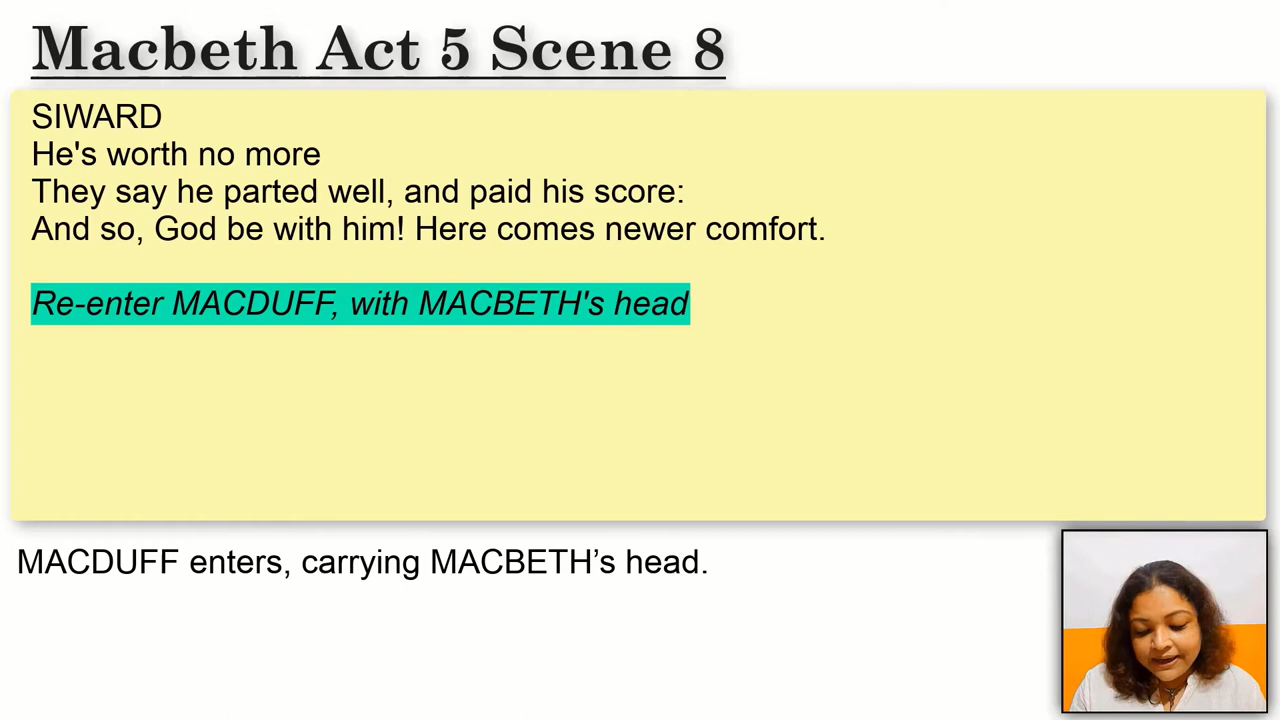 Macbeth Act 5 Scene 8
SIWARD
He's worth no more
They say he parted well, and paid his score:
And so, God be with him! Here comes newer comfort.
Re-enter MACDUFF, with MACBETH's head
MACDUFF enters, carrying MACBETH’s head.